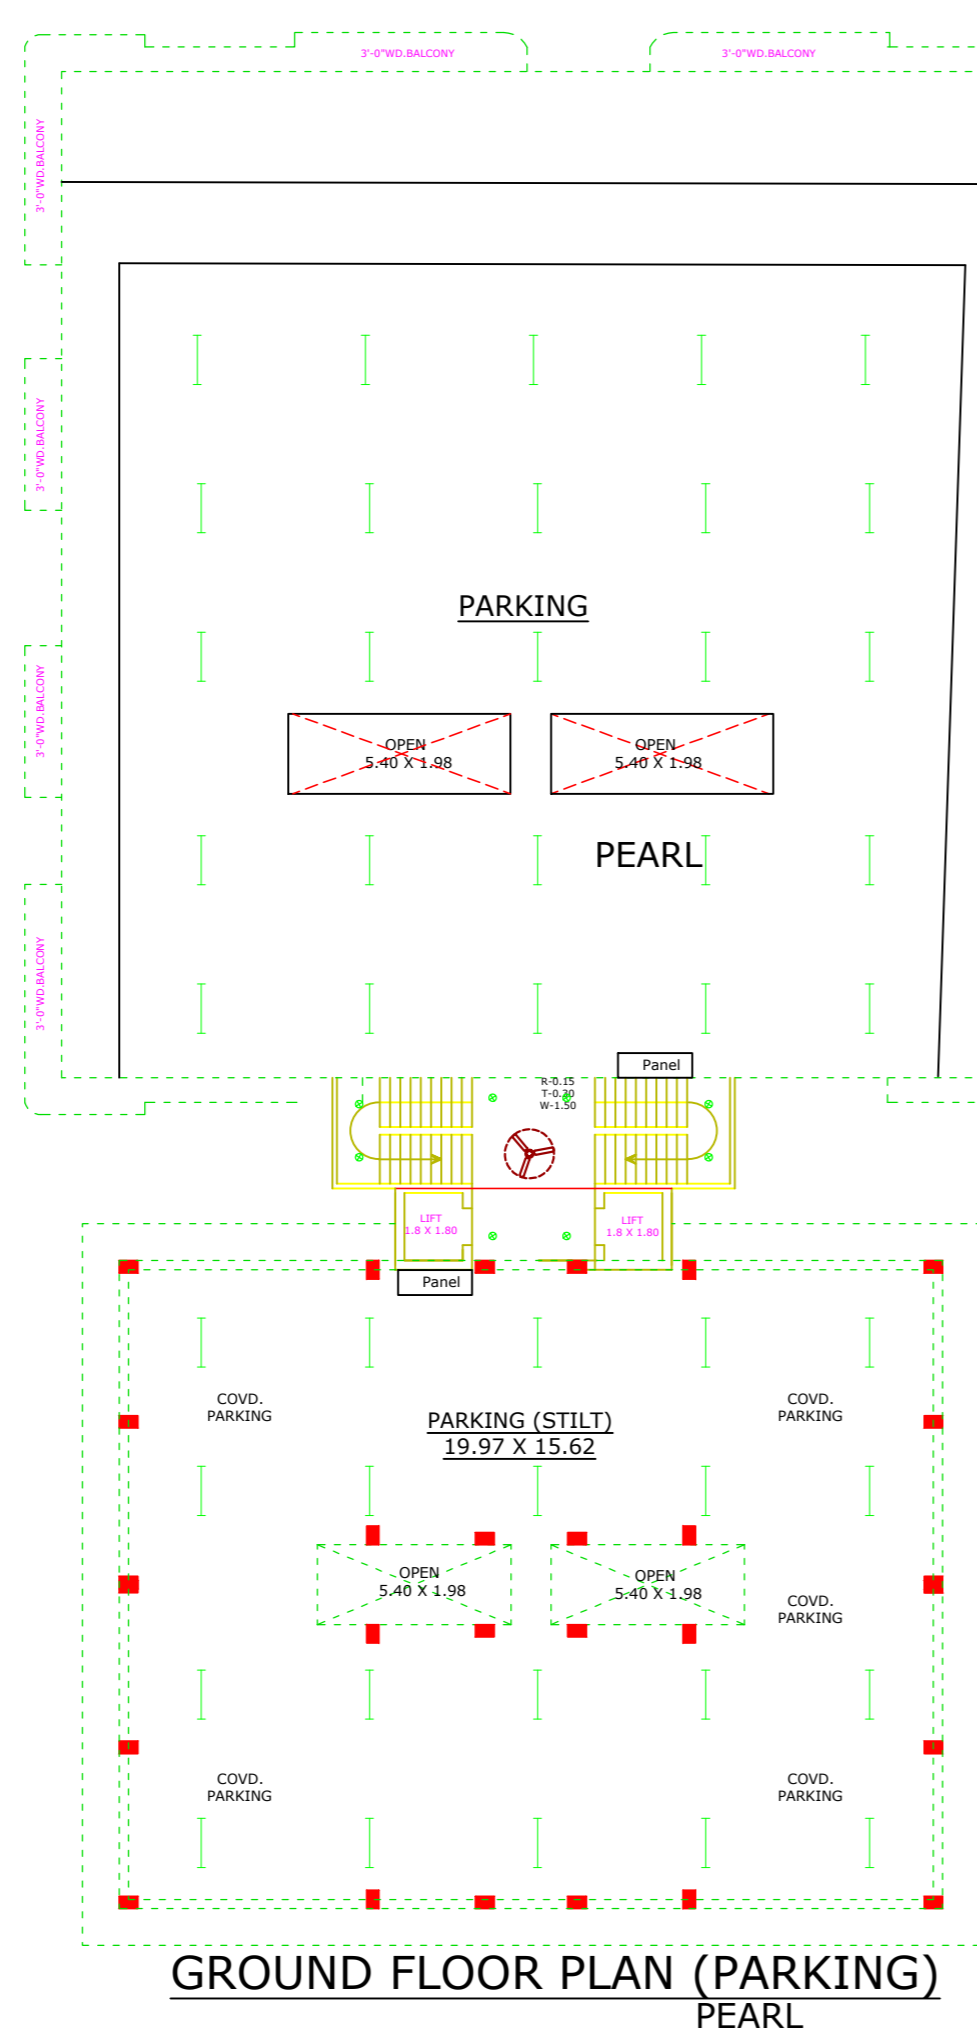 3'-0"WD.BALCONY
3'-0"WD.BALCONY
3'-0"WD.BALCONY
3'-0"WD.BALCONY
PARKING
3'-0"WD.BALCONY
OPEN
5.40 X 1.98
OPEN
5.40 X 1.98
PEARL
3'-0"WD.BALCONY
Panel
R-0.15
T-0.30
W-1.50
LIFT
1.8 X 1.80
LIFT
1.8 X 1.80
Panel
COVD.
PARKING
COVD.
PARKING
PARKING (STILT)
19.97 X 15.62
OPEN
5.40 X 1.98
OPEN
5.40 X 1.98
COVD.
PARKING
COVD.
PARKING
COVD.
PARKING
GROUND FLOOR PLAN (PARKING)
PEARL